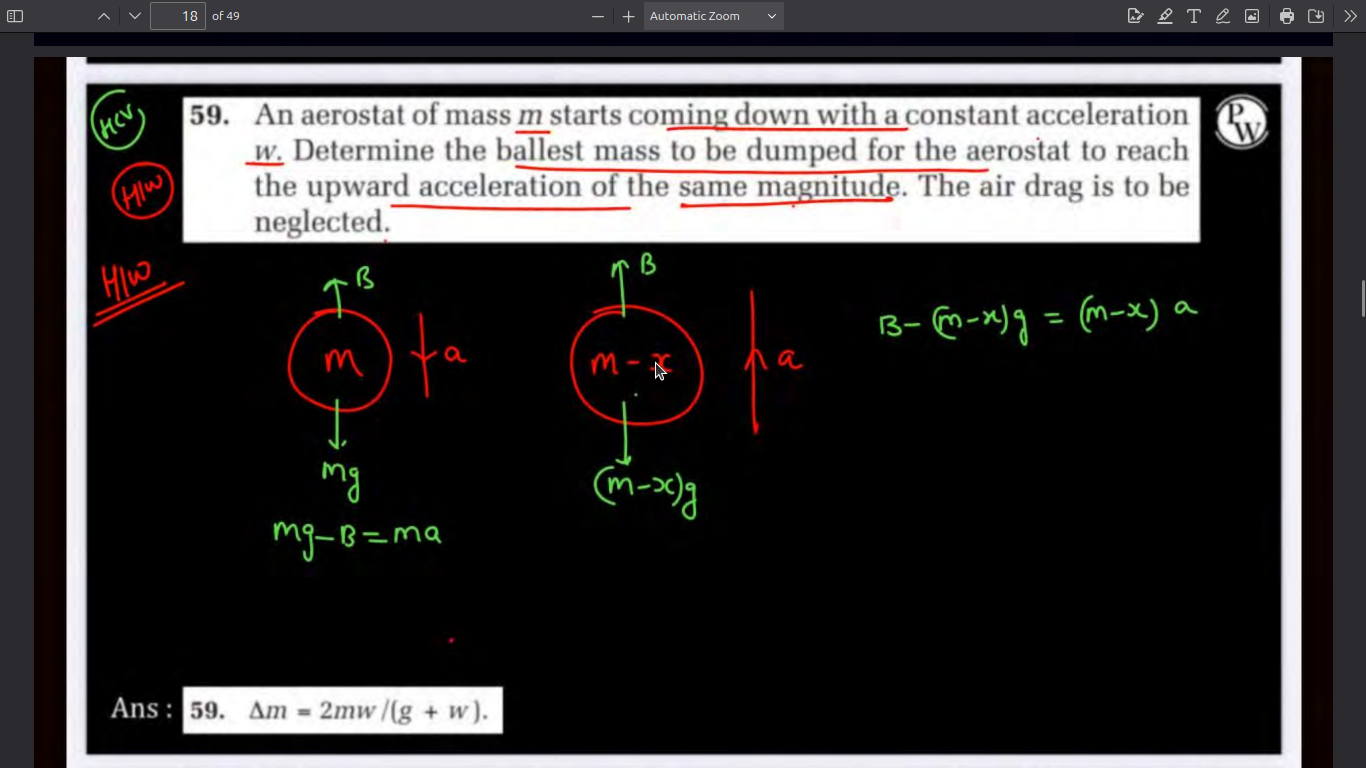 18 of 49
Automatic Zoom
HCV
H/W
59. An aerostat of mass m starts coming down with a constant acceleration
w. Determine the ballest mass to be dumped for the aerostat to reach
the upward acceleration of the same magnitude. The air drag is to be
neglected.
PW
H/W
B
m
a
mg
mg-B=ma
B
m-x
a
(m-x)g
B-(m-x)g = (m-x) a
Ans : 59. Δm = 2mw/(g + w).